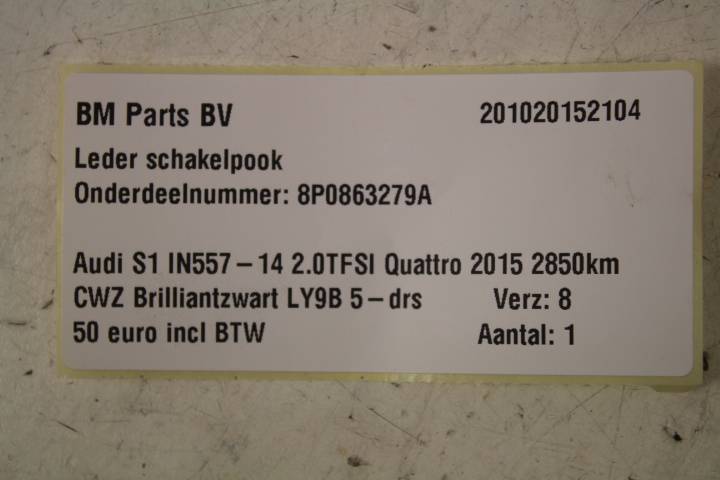 BM Parts BV 201020152104
Leder schakelpook
Onderdeelnummer: 8P0863279A
Audi S1 IN557 – 14 2.0TFSI Quattro 2015 2850km
CWZ Brilliantzwart LY9B 5 – drs Verz: 8
50 euro incl BTW Aantal: 1